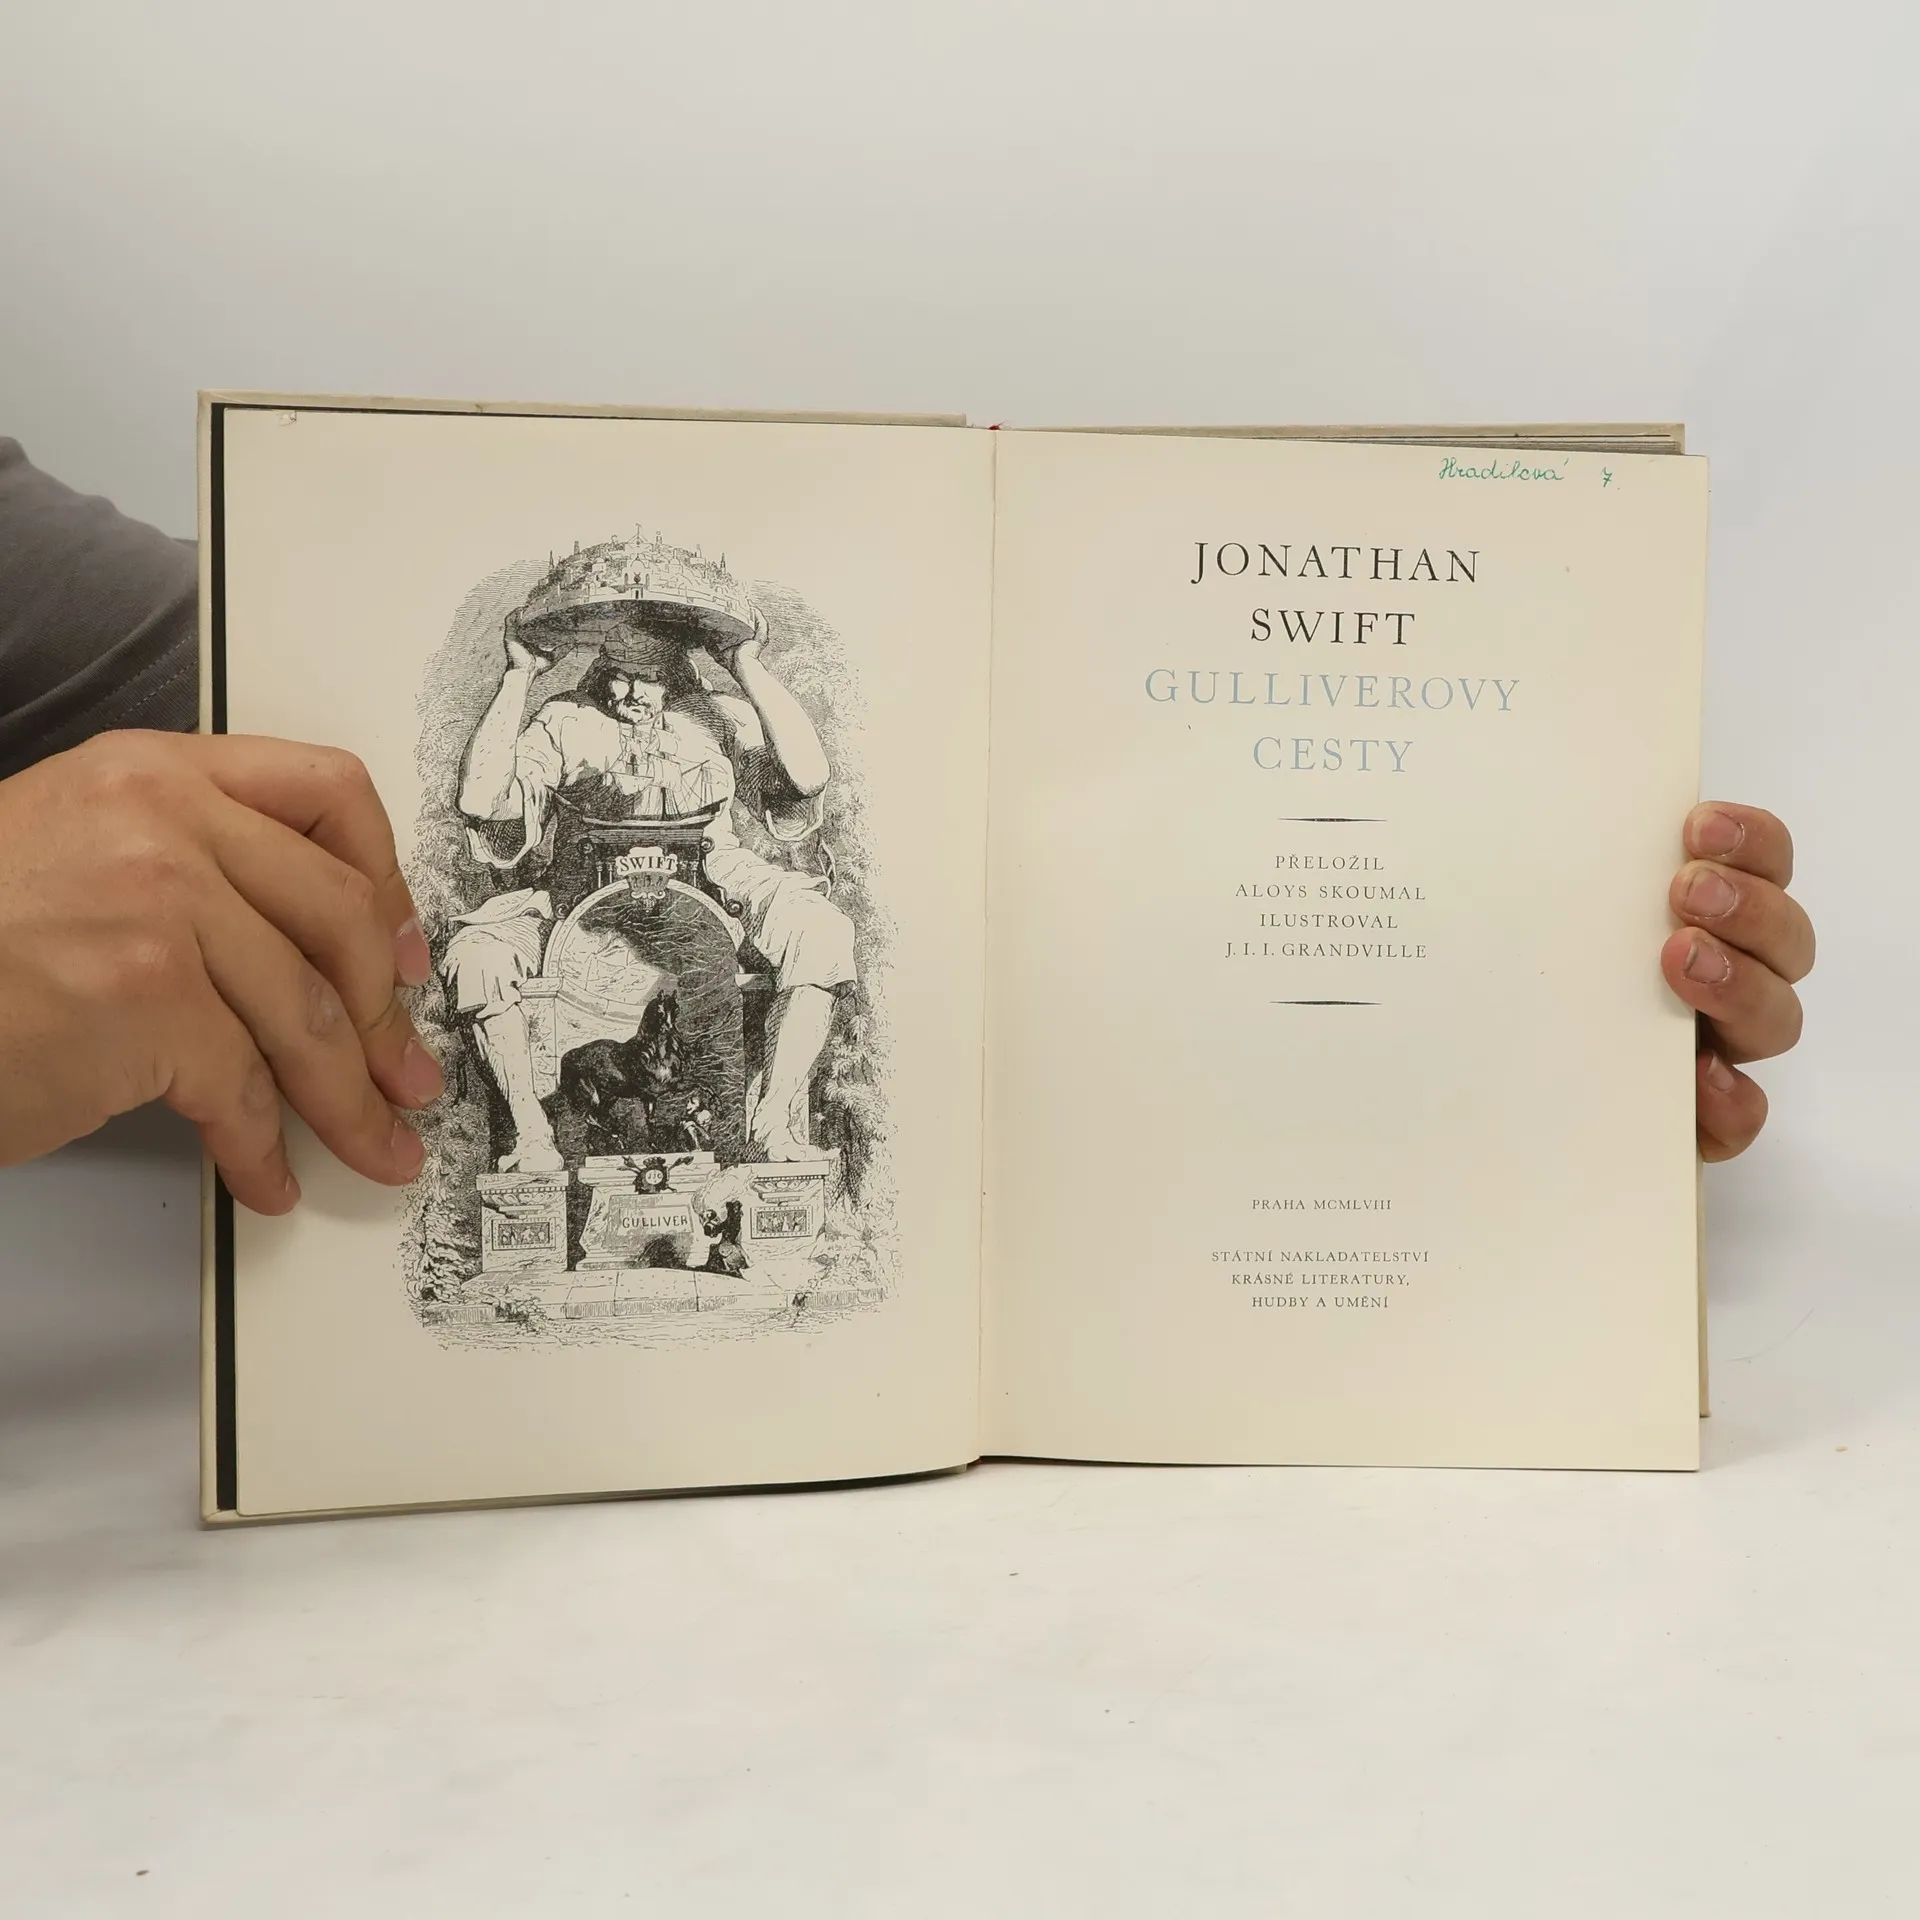 SWIFT
GULLIVER
Hradilová 7.
JONATHAN
SWIFT
GULLIVEROVY
CESTY
PŘELOŽIL
ALOYS SKOUMAL
ILUSTROVAL
J. I. I. GRANDVILLE
PRAHA MCMLVIII
STÁTNÍ NAKLADATELSTVÍ
KRÁSNÉ LITERATURY,
HUDBY A UMĚNÍ